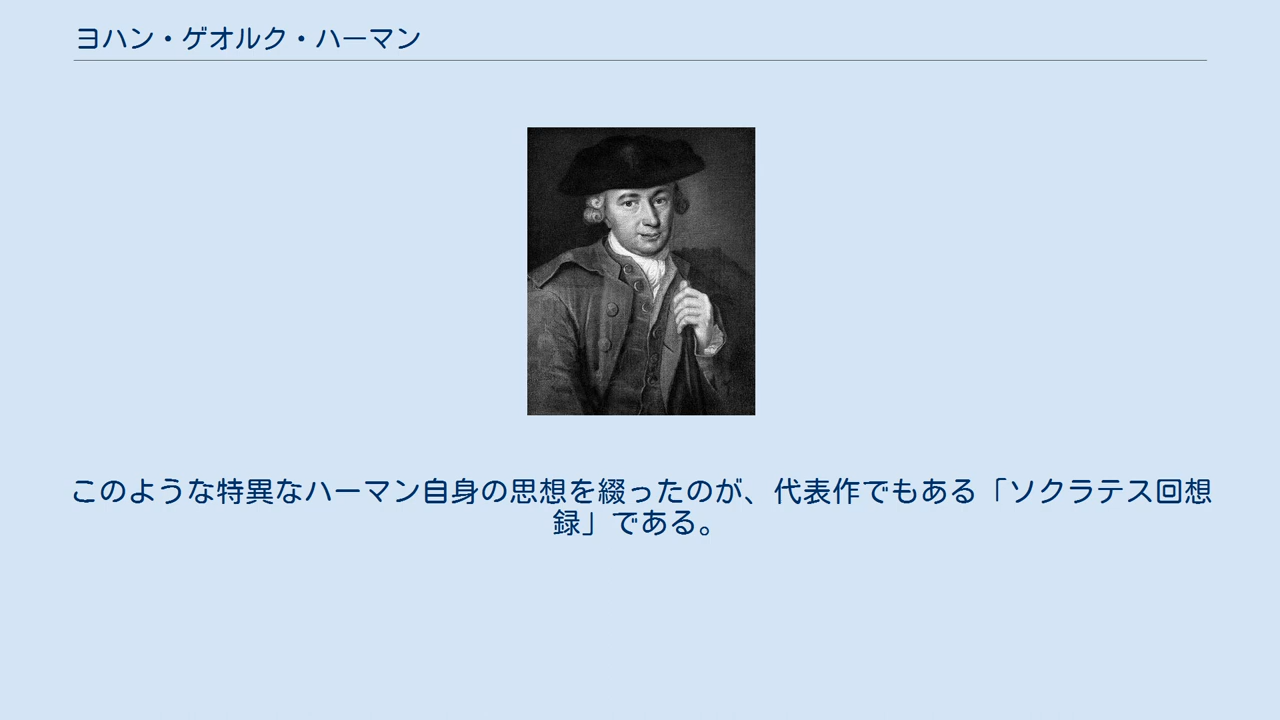 ヨハン・ゲオルク・ハーマン
このような特異なハーマン自身の思想を綴ったのが、代表作でもある「ソクラテス回想
録」である。